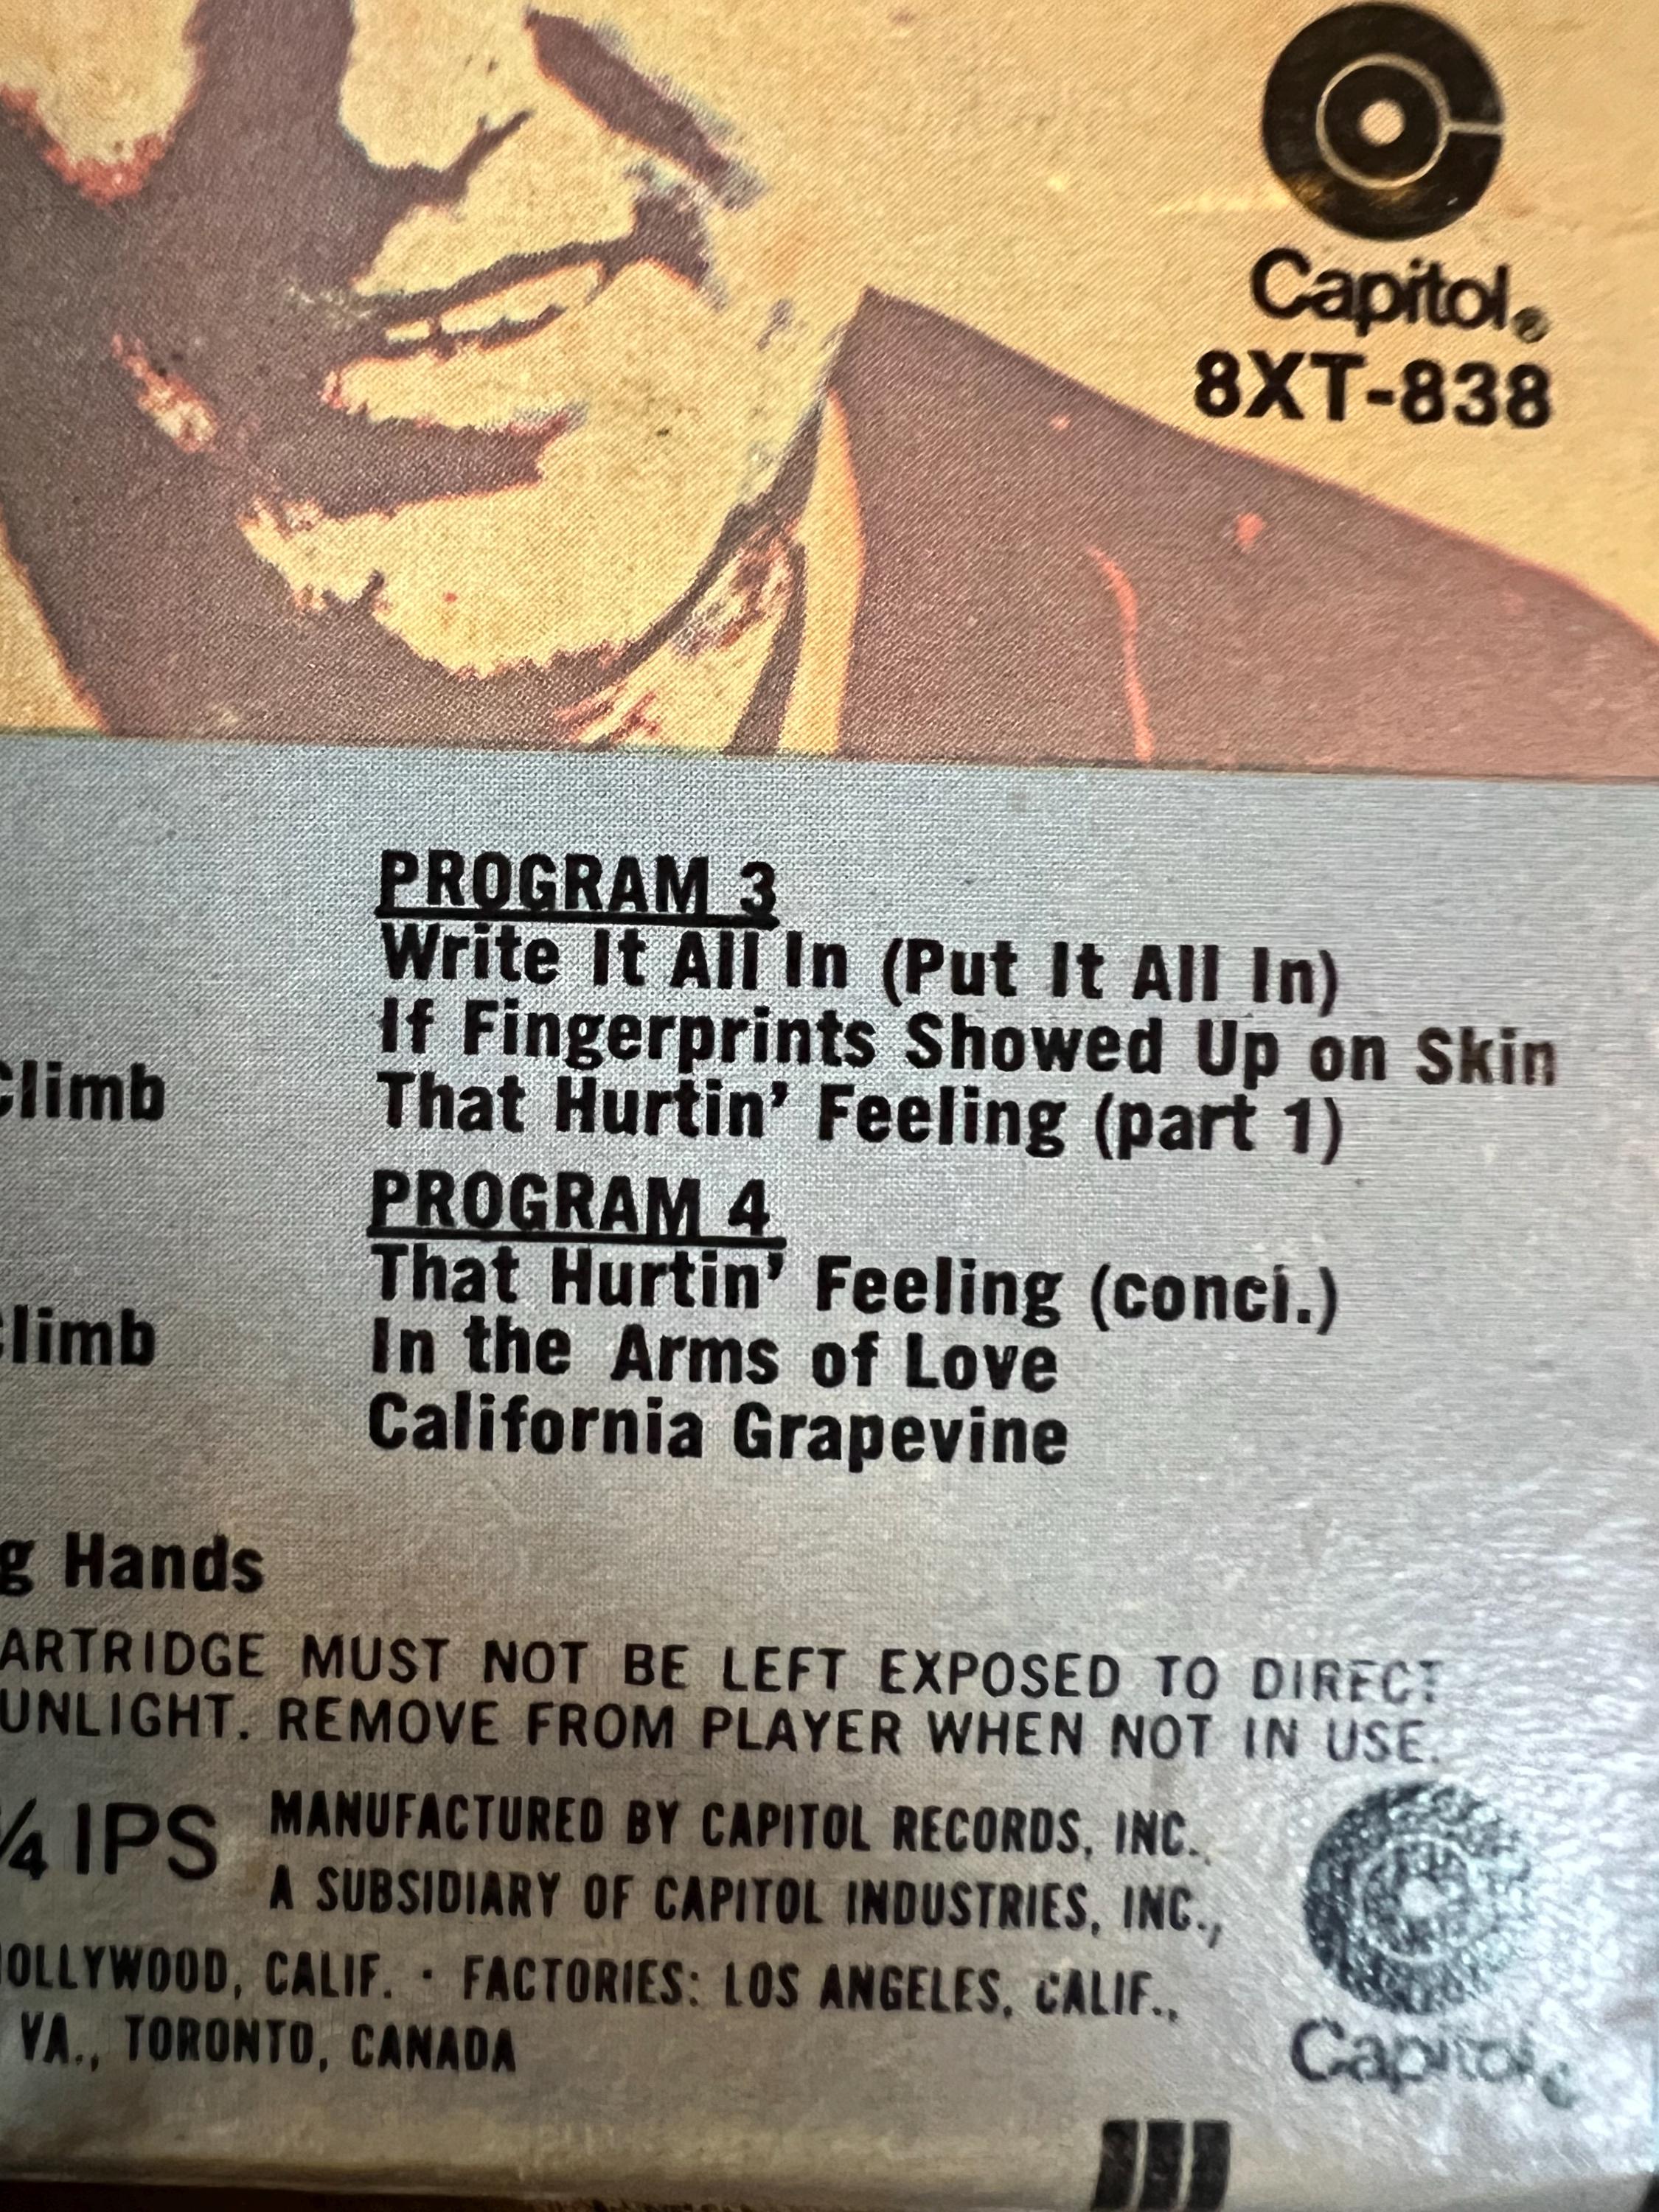 Capitol®
8XT-838
PROGRAM 3
Write It All In (Put It All In)
If Fingerprints Showed Up on Skin
Climb
That Hurtin' Feeling (part 1)
PROGRAM 4
That Hurtin' Feeling (concl.)
Climb
In the Arms of Love
California Grapevine
g Hands
ARTRIDGE MUST NOT BE LEFT EXPOSED TO DIRECT
UNLIGHT. REMOVE FROM PLAYER WHEN NOT IN USE.
/4 IPS
MANUFACTURED BY CAPITOL RECORDS, INC.,
A SUBSIDIARY OF CAPITOL INDUSTRIES, INC.,
OLLYWOOD, CALIF. · FACTORIES: LOS ANGELES, CALIF.,
VA., TORONTO, CANADA
Capitol®